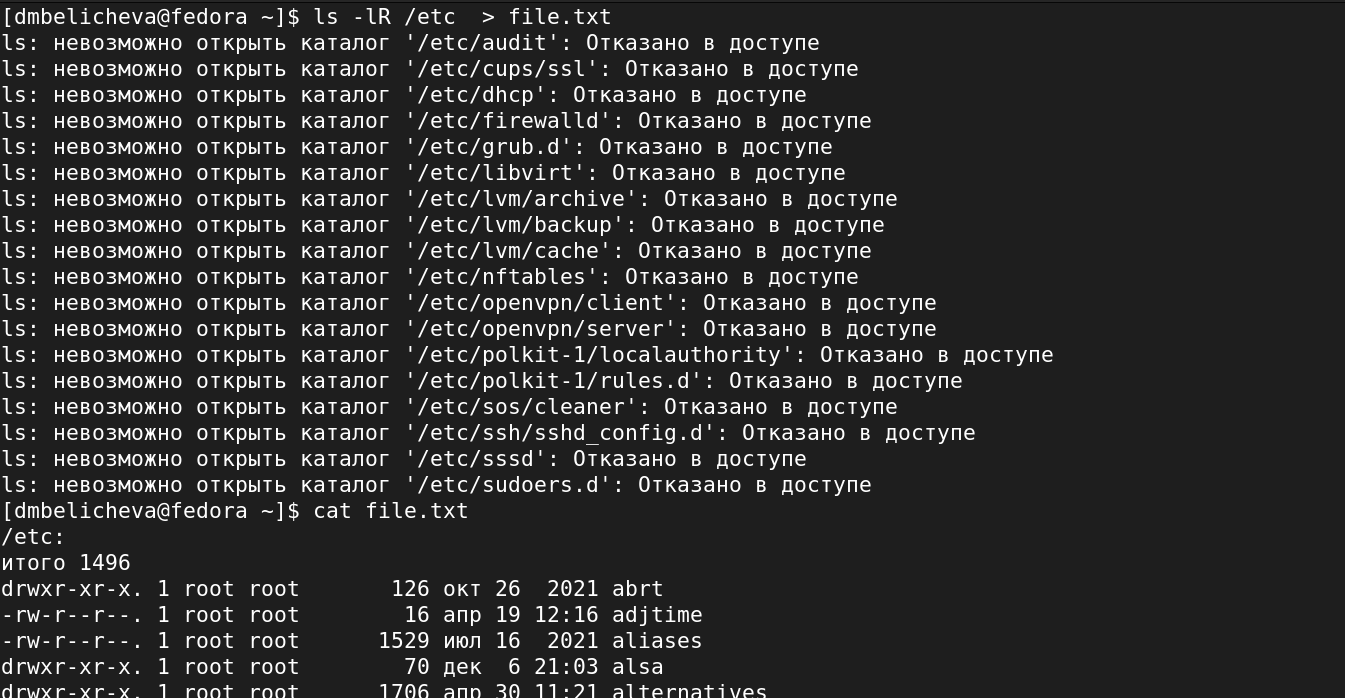 [dmbelicheva@fedora ~]$ ls -lR /etc  > file.txt
ls: невозможно открыть каталог '/etc/audit': Отказано в доступе
ls: невозможно открыть каталог '/etc/cups/ssl': Отказано в доступе
ls: невозможно открыть каталог '/etc/dhcp': Отказано в доступе
ls: невозможно открыть каталог '/etc/firewalld': Отказано в доступе
ls: невозможно открыть каталог '/etc/grub.d': Отказано в доступе
ls: невозможно открыть каталог '/etc/libvirt': Отказано в доступе
ls: невозможно открыть каталог '/etc/lvm/archive': Отказано в доступе
ls: невозможно открыть каталог '/etc/lvm/backup': Отказано в доступе
ls: невозможно открыть каталог '/etc/lvm/cache': Отказано в доступе
ls: невозможно открыть каталог '/etc/nftables': Отказано в доступе
ls: невозможно открыть каталог '/etc/openvpn/client': Отказано в доступе
ls: невозможно открыть каталог '/etc/openvpn/server': Отказано в доступе
ls: невозможно открыть каталог '/etc/polkit-1/localauthority': Отказано в доступе
ls: невозможно открыть каталог '/etc/polkit-1/rules.d': Отказано в доступе
ls: невозможно открыть каталог '/etc/sos/cleaner': Отказано в доступе
ls: невозможно открыть каталог '/etc/ssh/sshd_config.d': Отказано в доступе
ls: невозможно открыть каталог '/etc/sssd': Отказано в доступе
ls: невозможно открыть каталог '/etc/sudoers.d': Отказано в доступе
[dmbelicheva@fedora ~]$ cat file.txt
/etc:
итого 1496
drwxr-xr-x. 1 root root       126 окт 26  2021 abrt
-rw-r--r--. 1 root root        16 апр 19 12:16 adjtime
-rw-r--r--. 1 root root      1529 июл 16  2021 aliases
drwxr-xr-x. 1 root root        70 дек  6 21:03 alsa
drwxr-xr-x. 1 root root      1706 апр 30 11:21 alternatives